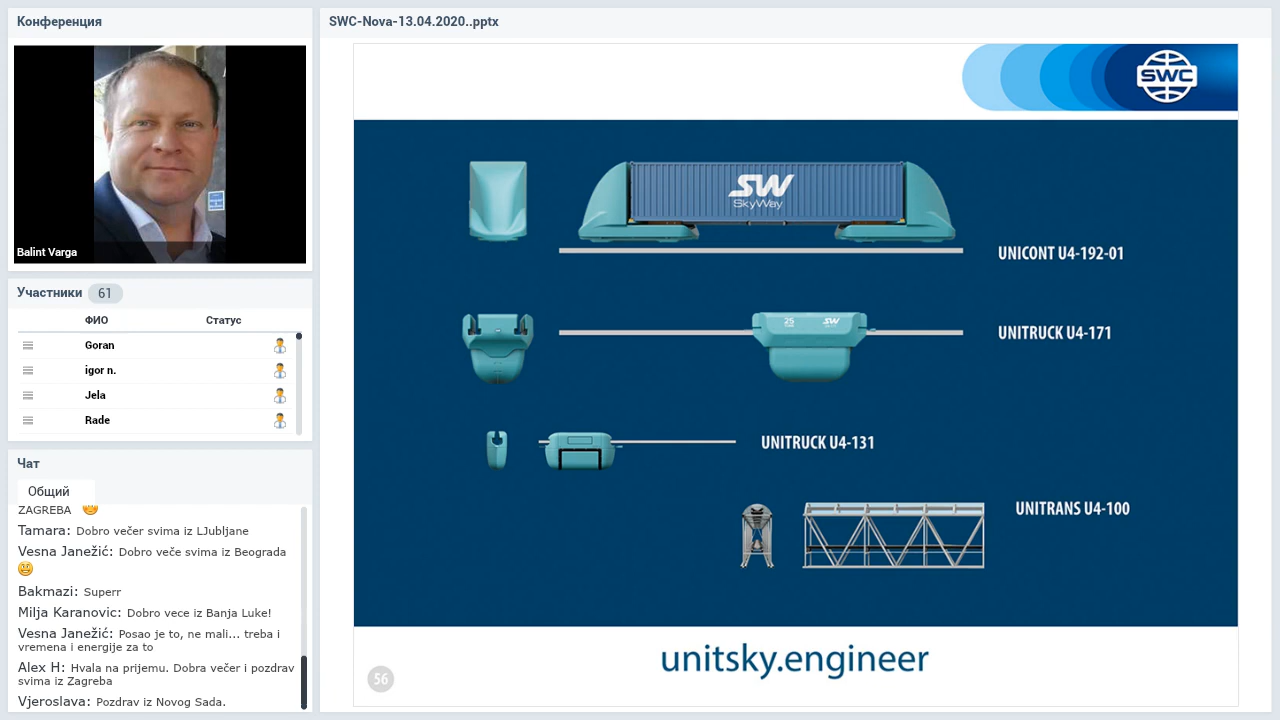 Конференция
Balint Varga
Участники 61
ФИО Статус
Goran
igor n.
Jela
Rade
Чат
Общий
ZAGREBA
Tamara: Dobro večer svima iz LJubljane
Vesna Janežić: Dobro veče svima iz Beograda
Bakmazi: Superr
Milja Karanovic: Dobro vece iz Banja Luke!
Vesna Janežić: Posao je to, ne mali... treba i
vremena i energije za to
Alex H: Hvala na prijemu. Dobra večer i pozdrav
svima iz Zagreba
Vjeroslava: Pozdrav iz Novog Sada.
SWC-Nova-13.04.2020..pptx
SWC
SW
SkyWay
UNICONT U4-192-01
25
SW
UNITRUCK U4-171
UNITRUCK U4-131
UNITRANS U4-100
unitsky.engineer
56